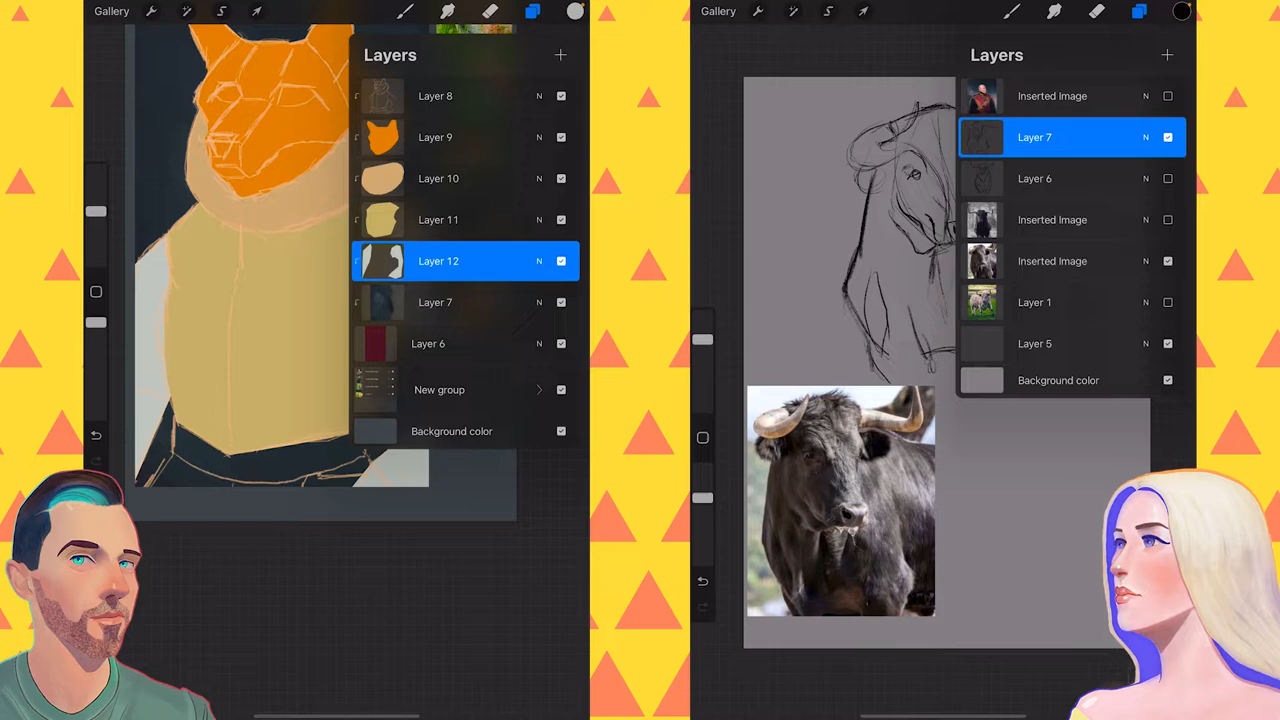 Gallery
Layers
Layer 8 N
Layer 9 N
Layer 10 N
Layer 11 N
Layer 12 N
Layer 7 N
Layer 6 N
New group
Background color
Gallery
Layers
Inserted Image N
Layer 7 N
Layer 6 N
Inserted Image N
Inserted Image N
Layer 1 N
Layer 5 N
Background color